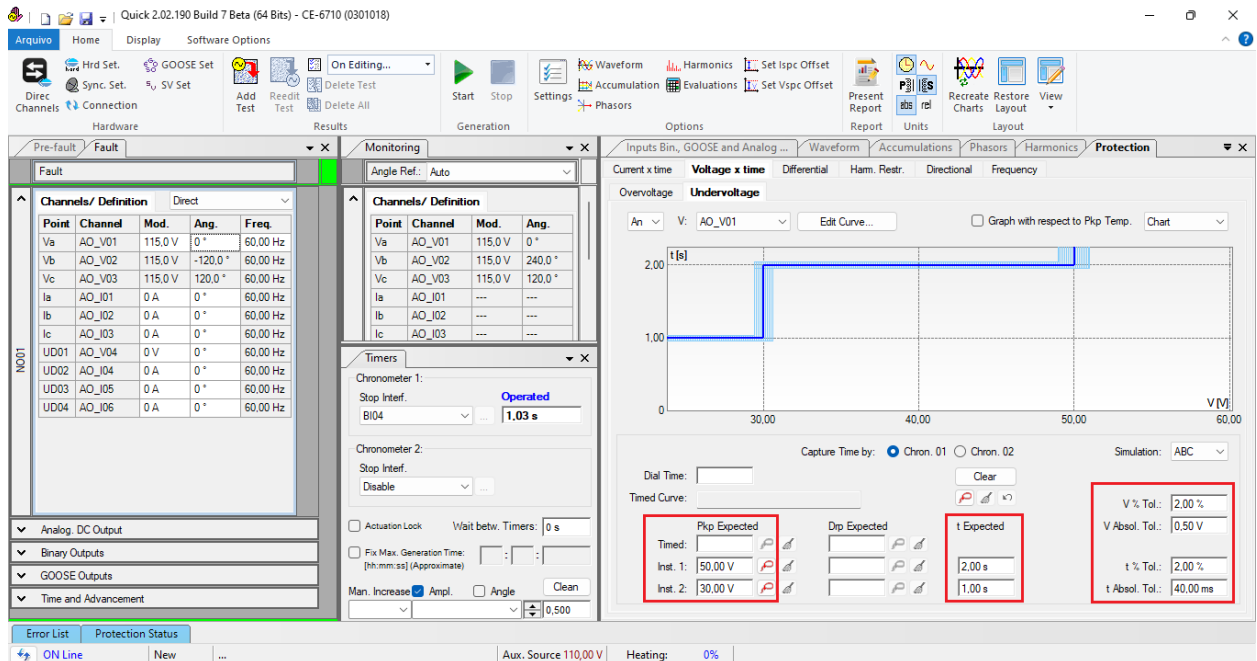 Quick 2.02.190 Build 7 Beta (64 Bits) - CE-6710 (0301018)
Arquivo Home Display Software Options
Direc Channels
Hrd Set.
Sync. Set.
Connection
GOOSE Set
SV Set
Hardware
Add Test
Reedit Test
On Editing...
Delete Test
Delete All
Results
Start
Stop
Generation
Settings
Waveform
Accumulation
Phasors
Harmonics
Evaluations
Set Ispc Offset
Set Vspc Offset
Options
Present Report
Report
abs rel
Units
Recreate Charts
Restore Layout
View
Layout
Pre-fault Fault
Fault
NO01
Channels/ Definition Direct
Point Channel Mod. Ang. Freq.
Va AO_V01 115,0 V 0 ° 60,00 Hz
Vb AO_V02 115,0 V -120,0 ° 60,00 Hz
Vc AO_V03 115,0 V 120,0 ° 60,00 Hz
Ia AO_I01 0 A 0 ° 60,00 Hz
Ib AO_I02 0 A 0 ° 60,00 Hz
Ic AO_I03 0 A 0 ° 60,00 Hz
UD01 AO_V04 0 V 0 ° 60,00 Hz
UD02 AO_I04 0 A 0 ° 60,00 Hz
UD03 AO_I05 0 A 0 ° 60,00 Hz
UD04 AO_I06 0 A 0 ° 60,00 Hz
Analog. DC Output
Binary Outputs
GOOSE Outputs
Time and Advancement
Monitoring
Angle Ref.: Auto
Channels/ Definition
Point Channel Mod. Ang.
Va AO_V01 115,0 V 0 °
Vb AO_V02 115,0 V 240,0 °
Vc AO_V03 115,0 V 120,0 °
Ia AO_I01 --- ---
Ib AO_I02 --- ---
Ic AO_I03 --- ---
Timers
Chronometer 1:
Stop Interf. Operated
BI04 ... 1,03 s
Chronometer 2:
Stop Interf.
Disable ...
Actuation Lock Wait betw. Timers: 0 s
Fix Max. Generation Time: : :
[hh:mm:ss] (Approximate)
Man. Increase Ampl. Angle Clean
0,500
Inputs Bin., GOOSE and Analog ... Waveform Accumulations Phasors Harmonics Protection
Current x time Voltage x time Differential Harm. Restr. Directional Frequency
Overvoltage Undervoltage
An V: AO_V01 Edit Curve... Graph with respect to Pkp Temp. Chart
t [s]
2,00
1,00
0
V [V]
30,00 40,00 50,00 60,00
Capture Time by: Chron. 01 Chron. 02 Simulation: ABC
Dial Time: Clear
Timed Curve:
V % Tol.: 2,00 %
Pkp Expected Drp Expected t Expected V Absol. Tol.: 0,50 V
Timed:
Inst. 1: 50,00 V 2,00 s t % Tol.: 2,00 %
Inst. 2: 30,00 V 1,00 s t Absol. Tol.: 40,00 ms
Error List Protection Status
ON Line New ... Aux. Source 110,00 V Heating: 0%